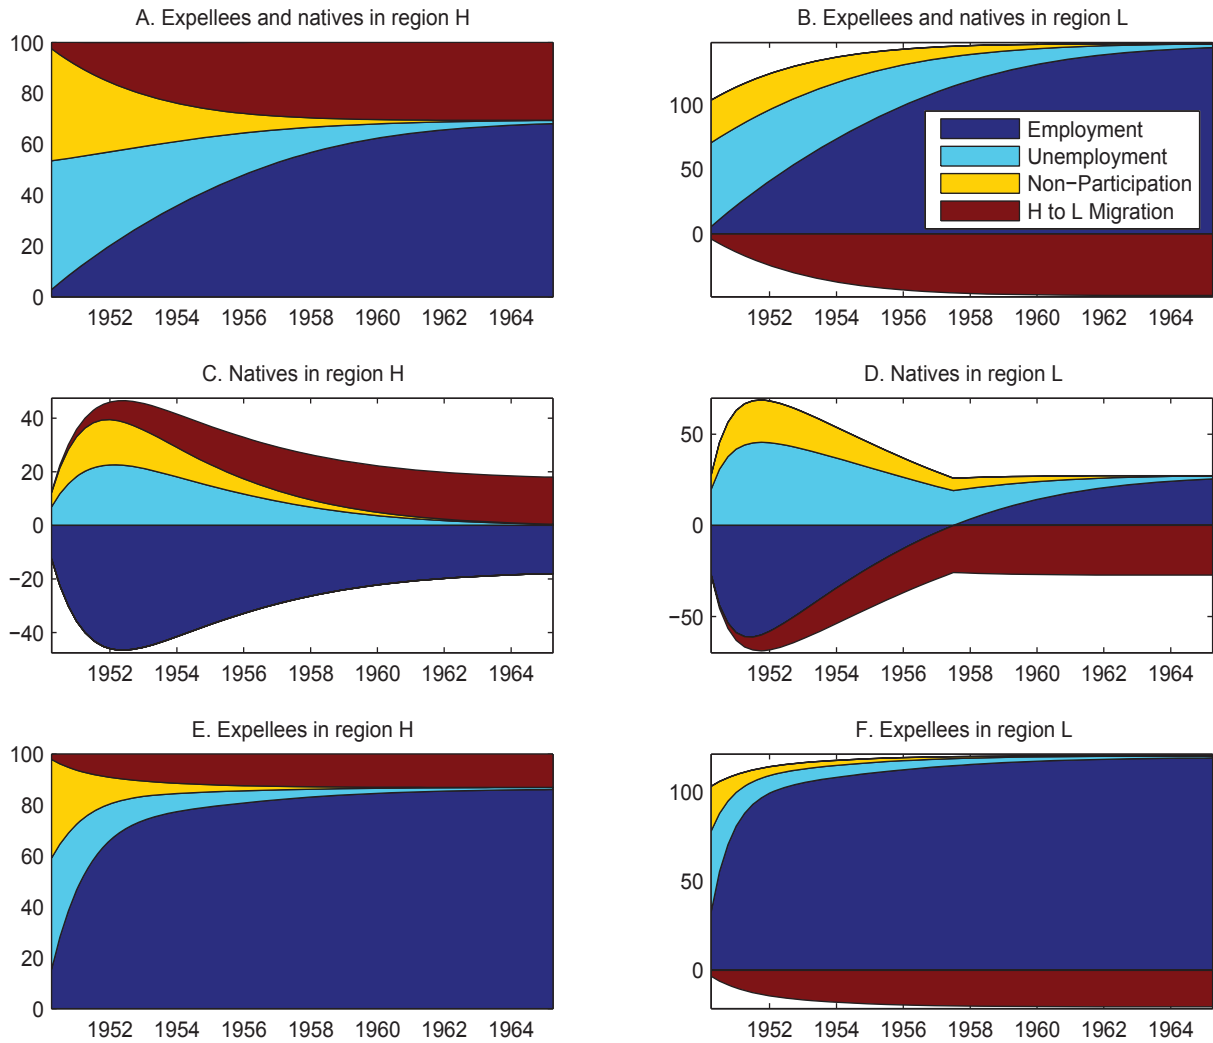 A. Expellees and natives in region H
100
80
60
40
20
0
1952 1954 1956 1958 1960 1962 1964
B. Expellees and natives in region L
100
50
0
Employment
Unemployment
Non−Participation
H to L Migration
1952 1954 1956 1958 1960 1962 1964
C. Natives in region H
40
20
0
−20
−40
1952 1954 1956 1958 1960 1962 1964
D. Natives in region L
50
0
−50
1952 1954 1956 1958 1960 1962 1964
E. Expellees in region H
100
80
60
40
20
0
1952 1954 1956 1958 1960 1962 1964
F. Expellees in region L
100
50
0
1952 1954 1956 1958 1960 1962 1964